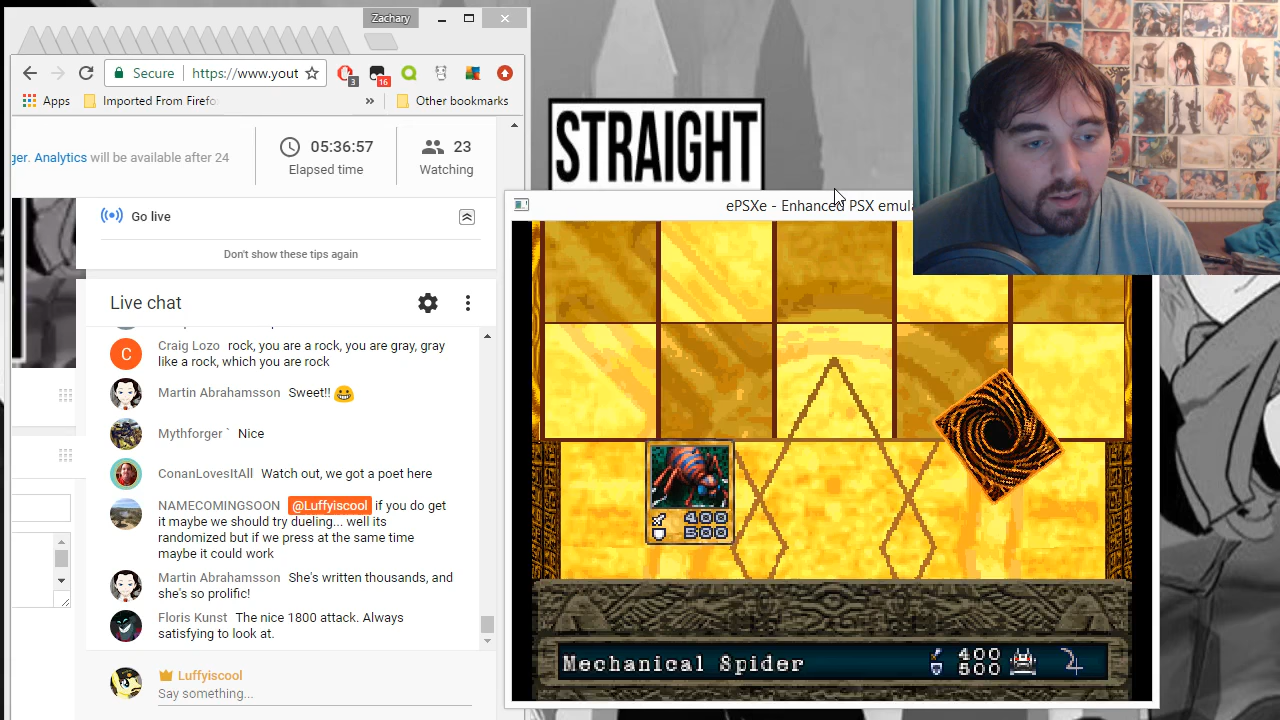 Zachary
Secure
https://www.yout
3
16
Apps
Imported From Firefo
»
Other bookmarks
ger. Analytics will be available after 24
05:36:57
Elapsed time
23
Watching
Go live
Don't show these tips again
Live chat
C
Craig Lozo rock, you are a rock, you are gray, gray
like a rock, which you are rock
Martin Abrahamsson Sweet!! 😀
Mythforger ` Nice
ConanLovesItAll Watch out, we got a poet here
NAMECOMINGSOON @Luffyiscool if you do get
it maybe we should try dueling... well its
randomized but if we press at the same time
maybe it could work
Martin Abrahamsson She's written thousands, and
she's so prolific!
Floris Kunst The nice 1800 attack. Always
satisfying to look at.
Luffyiscool
Say something...
STRAIGHT
ePSXe - Enhanced PSX emula
400
500
Mechanical Spider
400
500